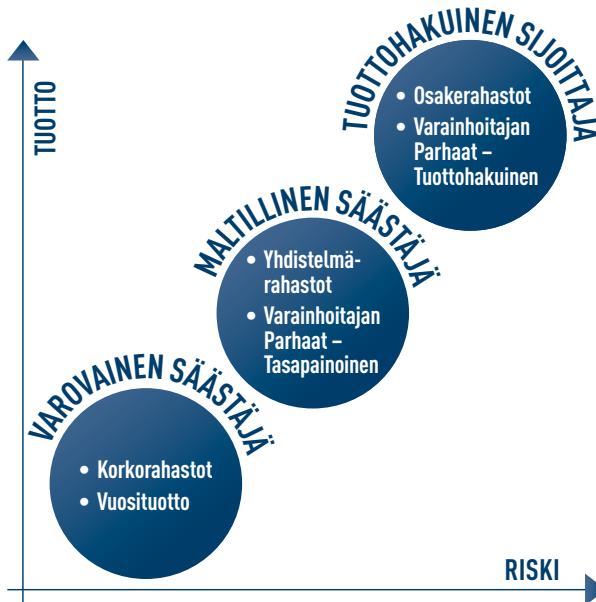 TUOTTO
TUOTTOHAKUINEN SIJOITTAJA
• Osakerahastot
• Varainhoitajan
Parhaat –
Tuottohakuinen
MALTILLINEN SÄÄSTÄJÄ
• Yhdistelmä-
rahastot
• Varainhoitajan
Parhaat –
Tasapainoinen
VAROVAINEN SÄÄSTÄJÄ
• Korkorahastot
• Vuosituotto
RISKI